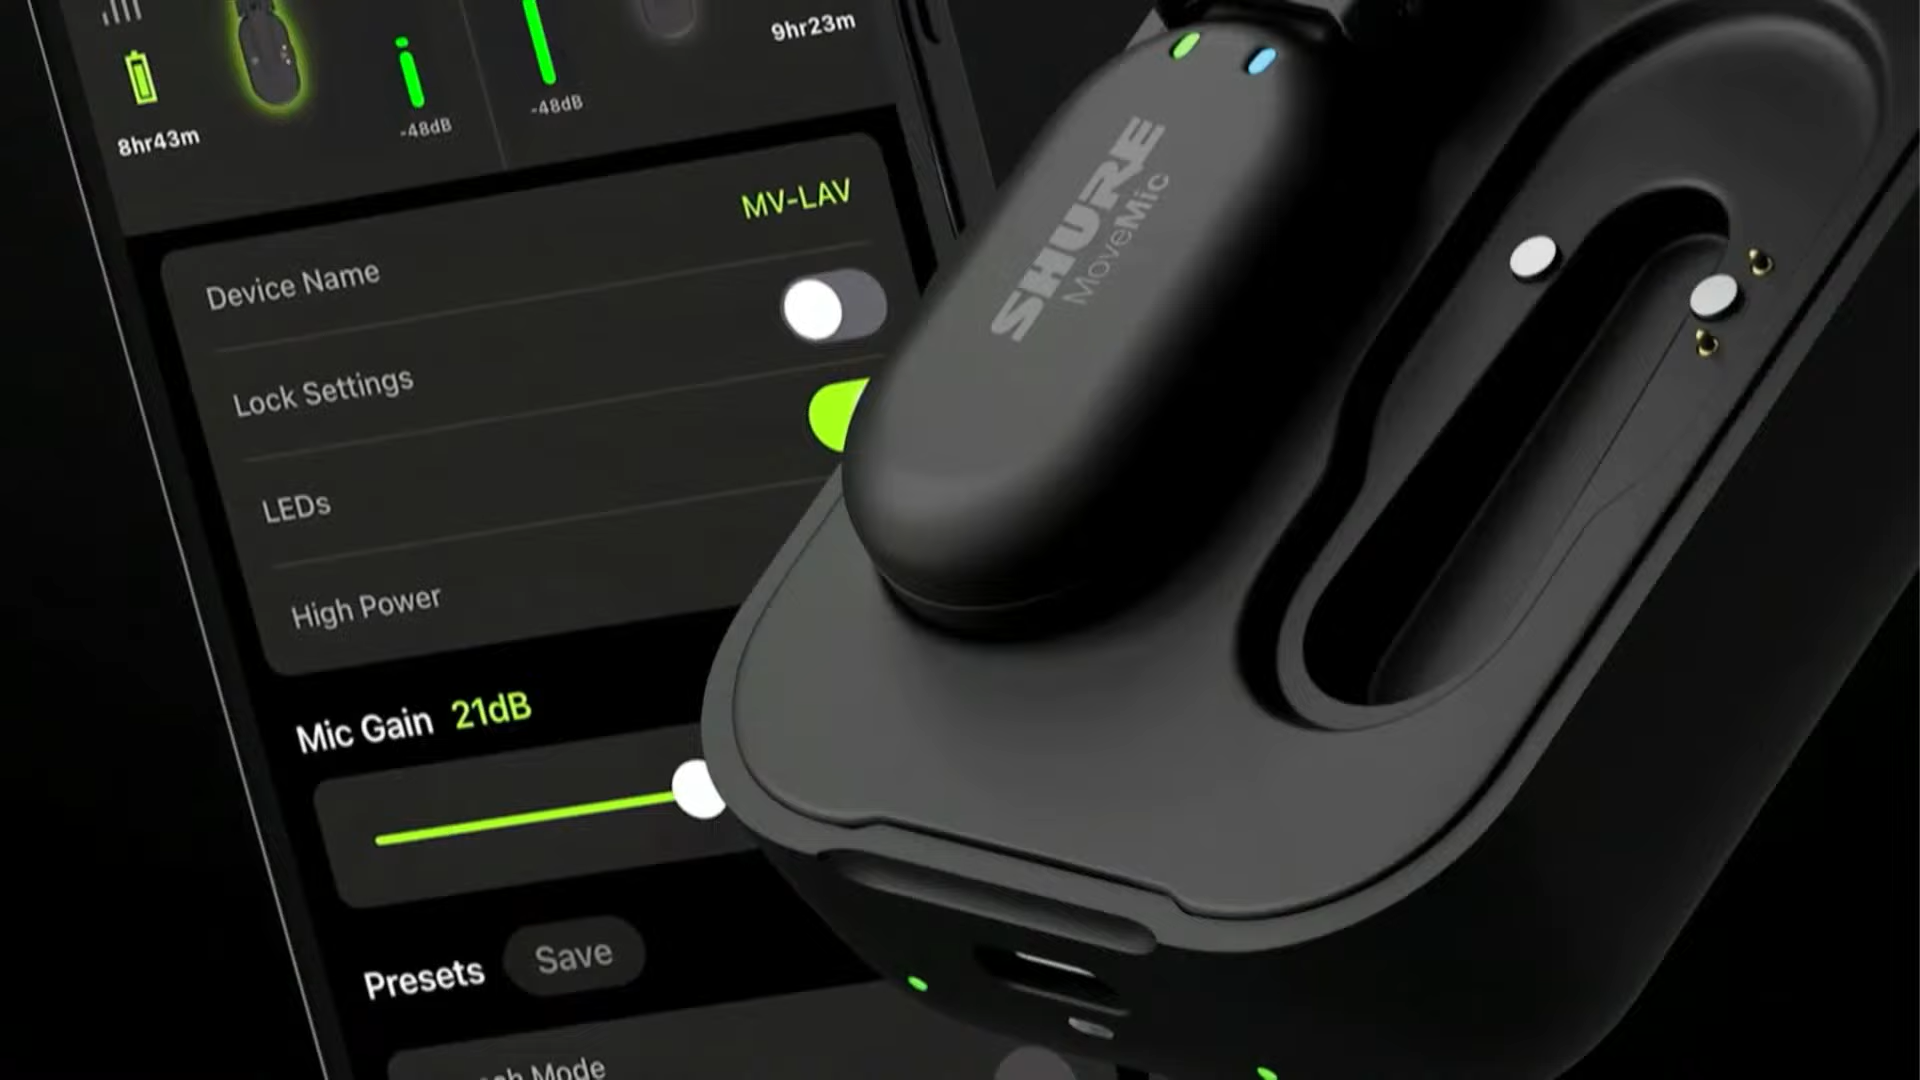 9hr23m
-48dB
-48dB
8hr43m
MV-LAV
Device Name
Lock Settings
LEDs
High Power
Mic Gain 21dB
Presets Save
Mode
SHURE
MoveMic